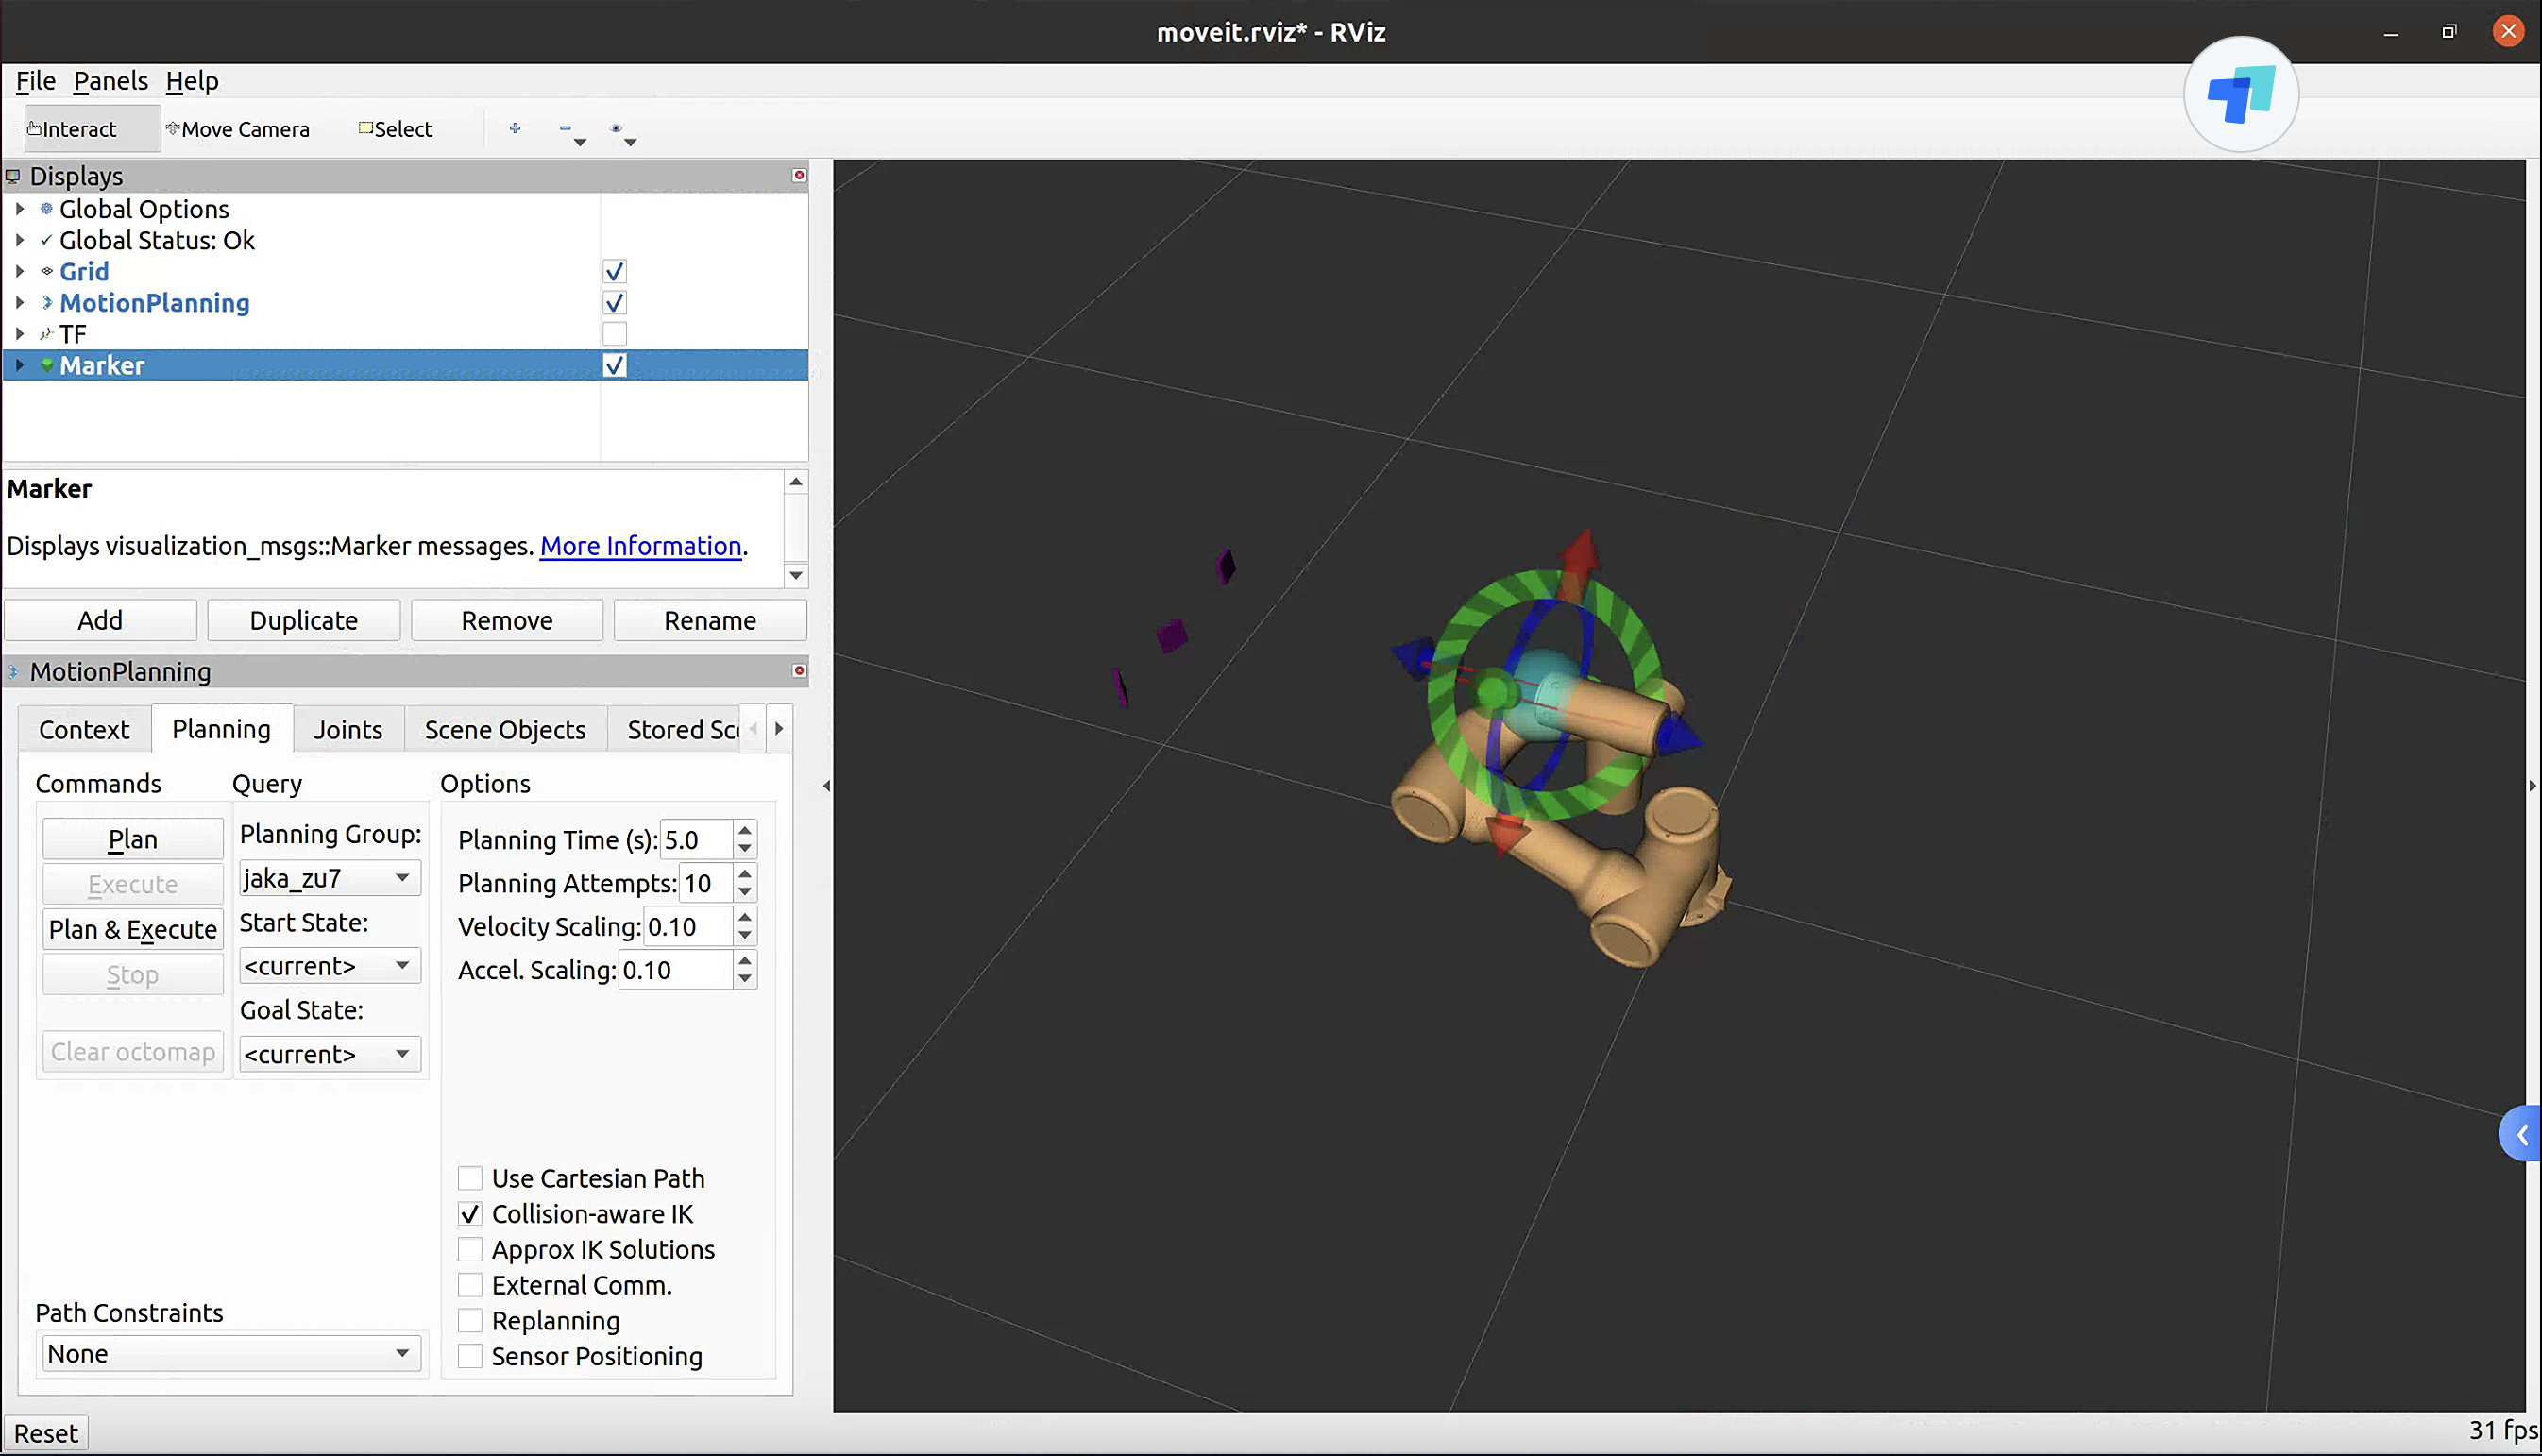 moveit.rviz* - RViz
File Panels Help
Interact Move Camera Select
Displays
Global Options
Global Status: Ok
Grid
MotionPlanning
TF
Marker
Marker
Displays visualization_msgs::Marker messages. More Information.
Add Duplicate Remove Rename
MotionPlanning
Context Planning Joints Scene Objects Stored Sc
Commands Query Options
Plan
Execute
Plan & Execute
Stop
Clear octomap
Planning Group:
jaka_zu7
Start State:
<current>
Goal State:
<current>
Planning Time (s): 5.0
Planning Attempts: 10
Velocity Scaling: 0.10
Accel. Scaling: 0.10
Use Cartesian Path
Collision-aware IK
Approx IK Solutions
External Comm.
Replanning
Sensor Positioning
Path Constraints
None
Reset
31 fps